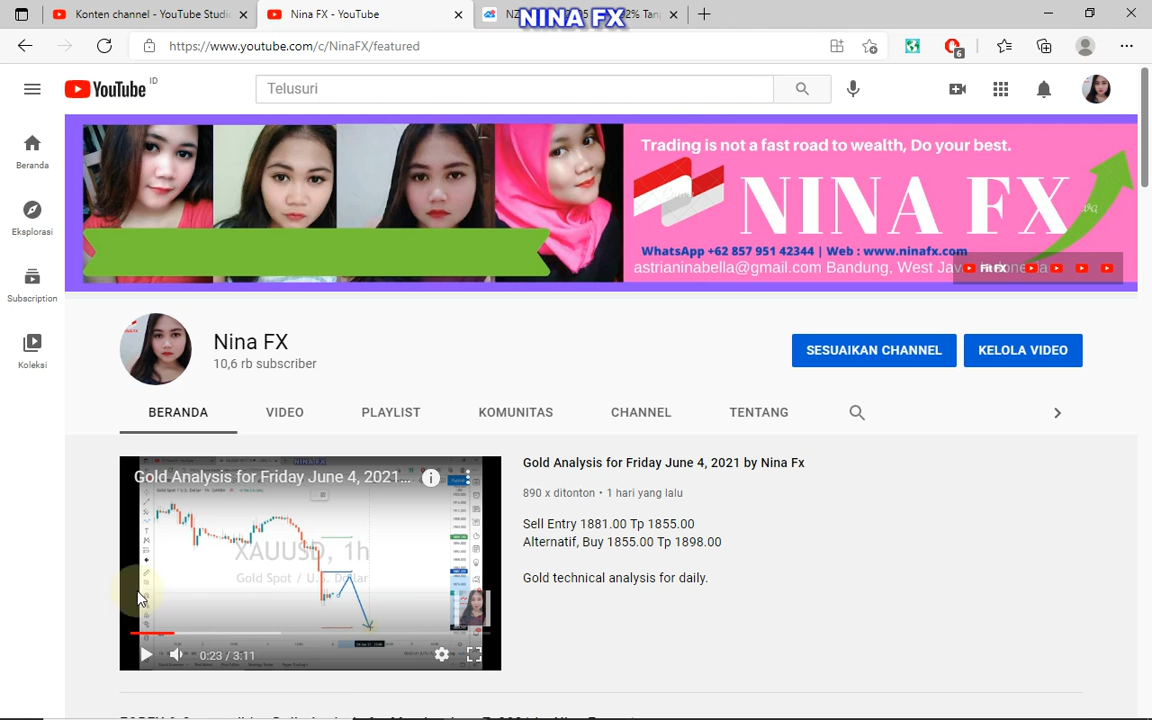 Konten channel - YouTube Studio
Nina FX - YouTube
NINA FX
https://www.youtube.com/c/NinaFX/featured
6
YouTube ID
Telusuri
Beranda
Eksplorasi
Subscription
Koleksi
Trading is not a fast road to wealth, Do your best.
NINA FX
WhatsApp +62 857 951 42344 | Web : www.ninafx.com
astrianinabella@gmail.com Bandung, West
Fit FX
Nina FX
10,6 rb subscriber
SESUAIKAN CHANNEL
KELOLA VIDEO
BERANDA
VIDEO
PLAYLIST
KOMUNITAS
CHANNEL
TENTANG
Gold Analysis for Friday June 4, 2021...
XAUUSD, 1h
Gold Spot / U.S. Dollar
0:23 / 3:11
Gold Analysis for Friday June 4, 2021 by Nina Fx
890 x ditonton • 1 hari yang lalu
Sell Entry 1881.00 Tp 1855.00
Alternatif, Buy 1855.00 Tp 1898.00
Gold technical analysis for daily.